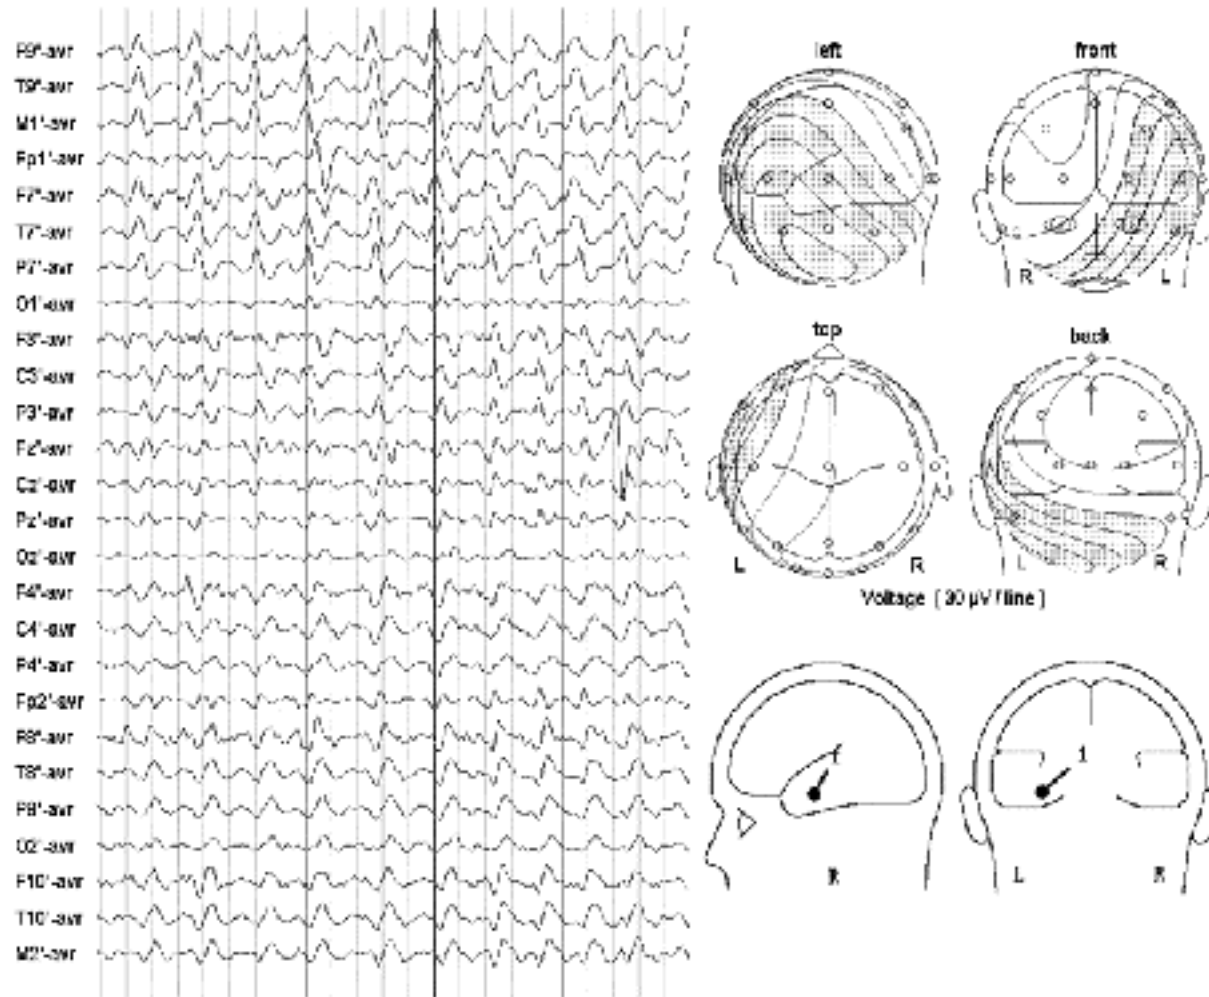 F9"-avr
T9"-avr
M1'-avr
Fp1'-avr
F7"-avr
T7"-avr
P7"-avr
O1'-avr
F3"-avr
C3'-avr
P3'-avr
Fz"-avr
Cz'-avr
Pz'-avr
Oz'-avr
F4"-avr
C4'-avr
P4'-avr
Fp2'-avr
F8"-avr
T8"-avr
P8'-avr
O2'-avr
F10'-avr
T10'-avr
M2'-avr
left
front
R L
top
back
L R
L R
Voltage [ 30 µV / line ]
1
R
L R